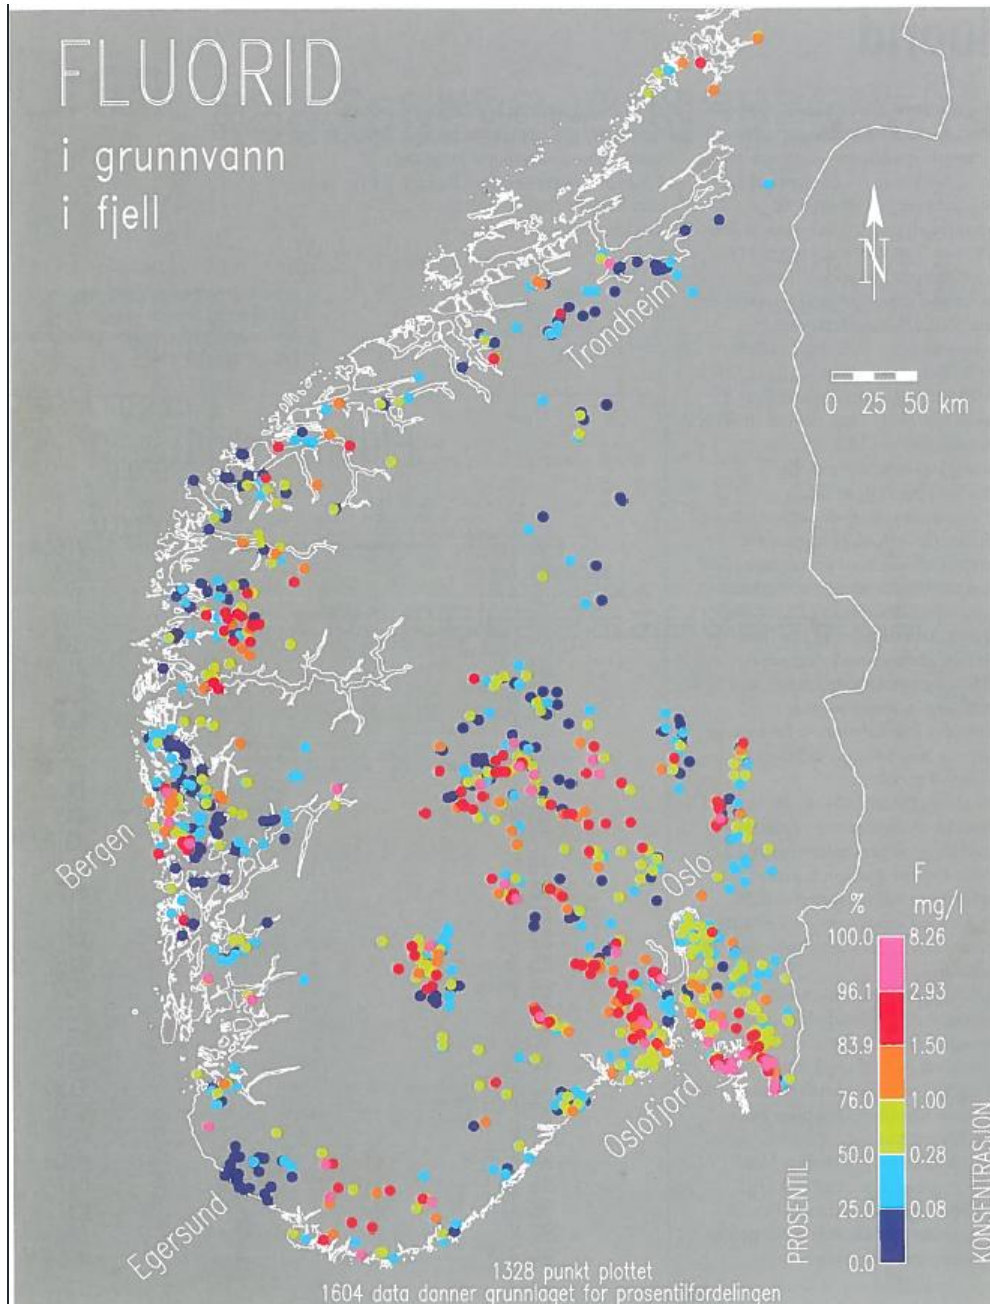 FLUORID
i grunnvann
i fjell
N
0 25 50 km
Trondheim
Bergen
Oslo
F
% mg/l
100.0 8.26
96.1 2.93
83.9 1.50
76.0 1.00
50.0 0.28
25.0 0.08
0.0
PROSENTIL
KONSENTRASJON
Oslofjord
Egersund
1328 punkt plottet
1604 data danner grunnlaget for prosentilfordelingen